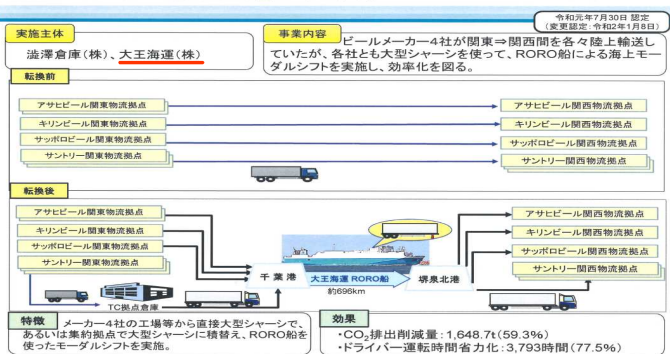 令和元年7月30日 認定
(変更認定:令和2年1月8日)
実施主体
澁澤倉庫(株)、大王海運(株)
事業内容
ビールメーカー4社が関東⇒関西間を各々陸上輸送し
ていたが、各社とも大型シャーシを使って、RORO船による海上モー
ダルシフトを実施し、効率化を図る。
転換前
アサヒビール関東物流拠点
アサヒビール関西物流拠点
キリンビール関東物流拠点
キリンビール関西物流拠点
サッポロビール関東物流拠点
サッポロビール関西物流拠点
サントリー関東物流拠点
サントリー関西物流拠点
転換後
アサヒビール関東物流拠点
キリンビール関東物流拠点
サッポロビール関東物流拠点
サントリー関東物流拠点
TC拠点倉庫
千葉港
大王海運 RORO船
約696km
堺泉北港
アサヒビール関西物流拠点
キリンビール関西物流拠点
サッポロビール関西物流拠点
サントリー関西物流拠点
特徴
メーカー4社の工場等から直接大型シャーシで、
あるいは集約拠点で大型シャーシに積替え、RORO船を
使ったモーダルシフトを実施。
効果
・CO2排出削減量:1,648.7t(59.3%)
・ドライバー運転時間省力化:3,793時間(77.5%)